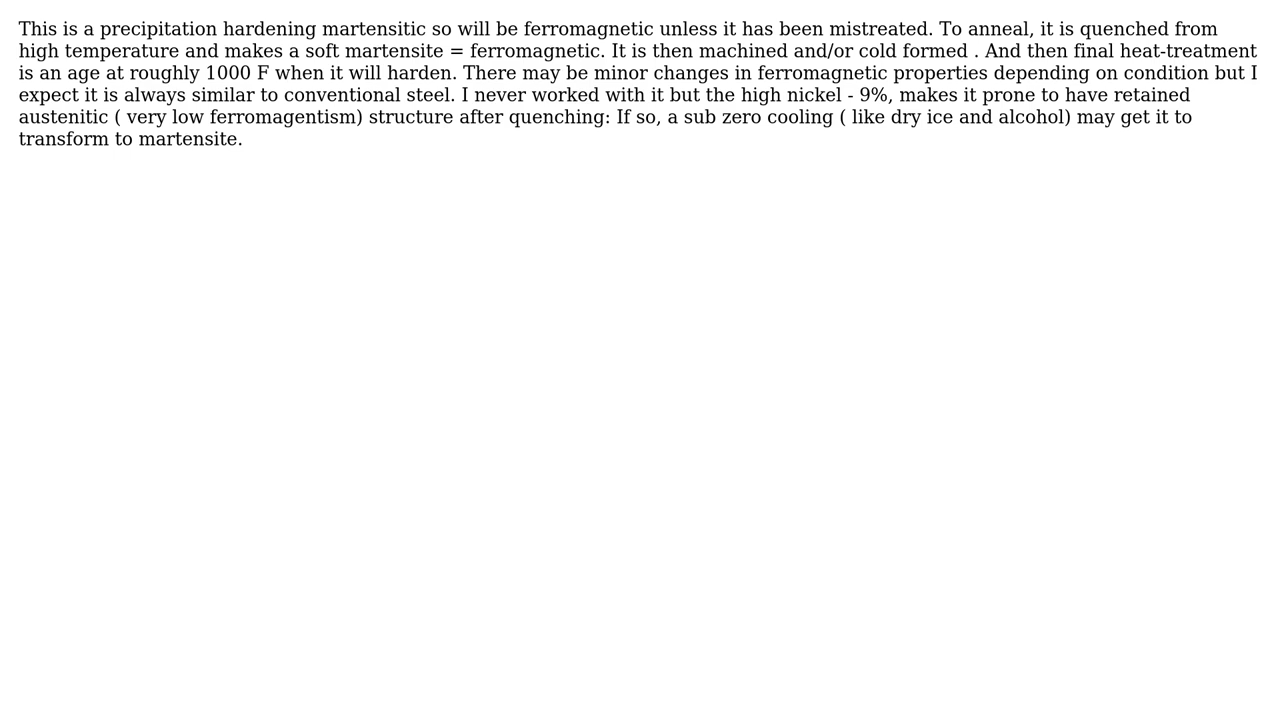 This is a precipitation hardening martensitic so will be ferromagnetic unless it has been mistreated. To anneal, it is quenched from
high temperature and makes a soft martensite = ferromagnetic. It is then machined and/or cold formed . And then final heat-treatment
is an age at roughly 1000 F when it will harden. There may be minor changes in ferromagnetic properties depending on condition but I
expect it is always similar to conventional steel. I never worked with it but the high nickel - 9%, makes it prone to have retained
austenitic ( very low ferromagentism) structure after quenching: If so, a sub zero cooling ( like dry ice and alcohol) may get it to
transform to martensite.